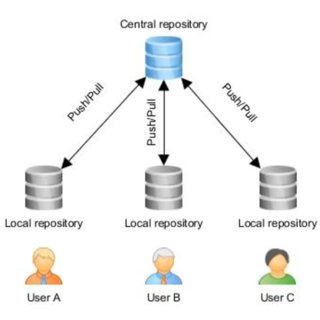 Central repository
Push/Pull
Push/Pull
Push/Pull
Local repository
Local repository
Local repository
User A
User B
User C